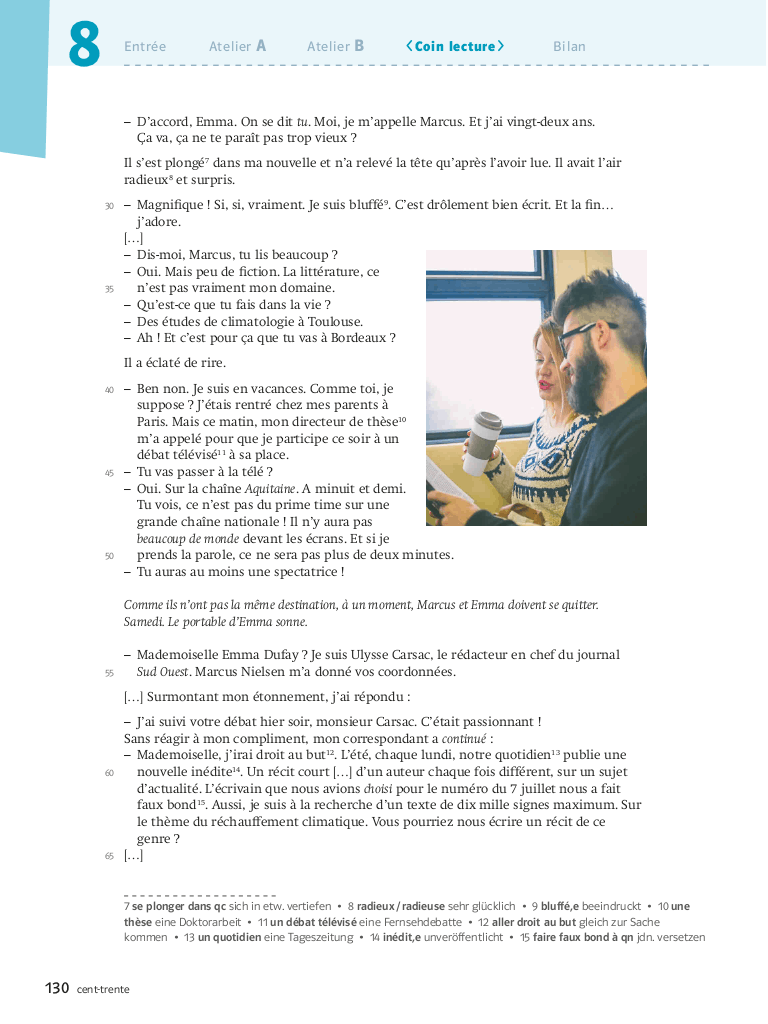 8
Entrée Atelier A Atelier B ‹Coin lecture› Bilan
– D'accord, Emma. On se dit tu. Moi, je m'appelle Marcus. Et j'ai vingt-deux ans.
Ça va, ça ne te paraît pas trop vieux ?
Il s'est plongé⁷ dans ma nouvelle et n'a relevé la tête qu'après l'avoir lue. Il avait l'air
radieux⁸ et surpris.
30 – Magnifique ! Si, si, vraiment. Je suis bluffé⁹. C'est drôlement bien écrit. Et la fin…
j'adore.
[…]
– Dis-moi, Marcus, tu lis beaucoup ?
– Oui. Mais peu de fiction. La littérature, ce
35 n'est pas vraiment mon domaine.
– Qu'est-ce que tu fais dans la vie ?
– Des études de climatologie à Toulouse.
– Ah ! Et c'est pour ça que tu vas à Bordeaux ?
Il a éclaté de rire.
40 – Ben non. Je suis en vacances. Comme toi, je
suppose ? J'étais rentré chez mes parents à
Paris. Mais ce matin, mon directeur de thèse¹⁰
m'a appelé pour que je participe ce soir à un
débat télévisé¹¹ à sa place.
45 – Tu vas passer à la télé ?
– Oui. Sur la chaîne Aquitaine. A minuit et demi.
Tu vois, ce n'est pas du prime time sur une
grande chaîne nationale ! Il n'y aura pas
beaucoup de monde devant les écrans. Et si je
50 prends la parole, ce ne sera pas plus de deux minutes.
– Tu auras au moins une spectatrice !
Comme ils n'ont pas la même destination, à un moment, Marcus et Emma doivent se quitter.
Samedi. Le portable d'Emma sonne.
– Mademoiselle Emma Dufay ? Je suis Ulysse Carsac, le rédacteur en chef du journal
55 Sud Ouest. Marcus Nielsen m'a donné vos coordonnées.
[…] Surmontant mon étonnement, j'ai répondu :
– J'ai suivi votre débat hier soir, monsieur Carsac. C'était passionnant !
Sans réagir à mon compliment, mon correspondant a continué :
– Mademoiselle, j'irai droit au but¹². L'été, chaque lundi, notre quotidien¹³ publie une
60 nouvelle inédite¹⁴. Un récit court […] d'un auteur chaque fois différent, sur un sujet
d'actualité. L'écrivain que nous avions choisi pour le numéro du 7 juillet nous a fait
faux bond¹⁵. Aussi, je suis à la recherche d'un texte de dix mille signes maximum. Sur
le thème du réchauffement climatique. Vous pourriez nous écrire un récit de ce
genre ?
65 […]
7 se plonger dans qc sich in etw. vertiefen • 8 radieux / radieuse sehr glücklich • 9 bluffé,e beeindruckt • 10 une
thèse eine Doktorarbeit • 11 un débat télévisé eine Fernsehdebatte • 12 aller droit au but gleich zur Sache
kommen • 13 un quotidien eine Tageszeitung • 14 inédit,e unveröffentlicht • 15 faire faux bond à qn jdn. versetzen
130 cent-trente